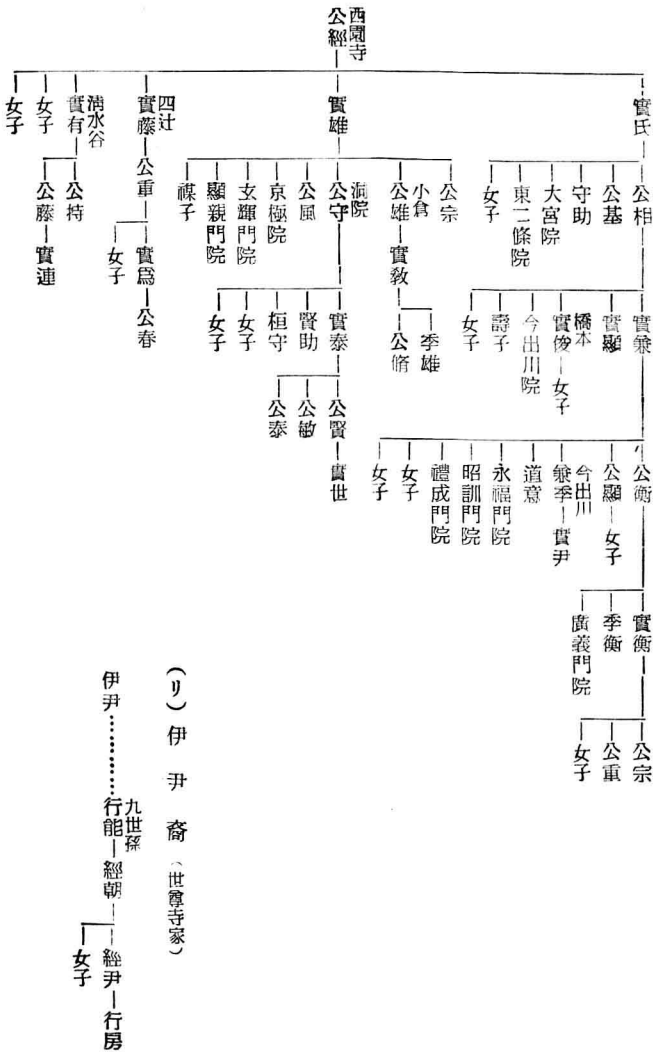 西園寺
公經
實氏
實雄
四辻
實藤
清水谷
實有
女子
女子
公相
公基
守助
大宮院
東二條院
女子
公宗
小倉
公雄
實敎
洞院
公守
公風
京極院
玄輝門院
顯親門院
禖子
公重
公持
公藤
實連
實兼
實顯
橋本
實俊
女子
今出川院
壽子
女子
季雄
公脩
實泰
賢助
桓守
女子
女子
實爲
公春
女子
公衡
公顯
女子
今出川
兼季
實尹
道意
永福門院
昭訓門院
禮成門院
女子
女子
公賢
實世
公敏
公泰
實衡
季衡
廣義門院
公宗
公重
女子
(リ)伊尹裔(世尊寺家)
九世孫
伊尹…………行能
經朝
經尹
行房
女子